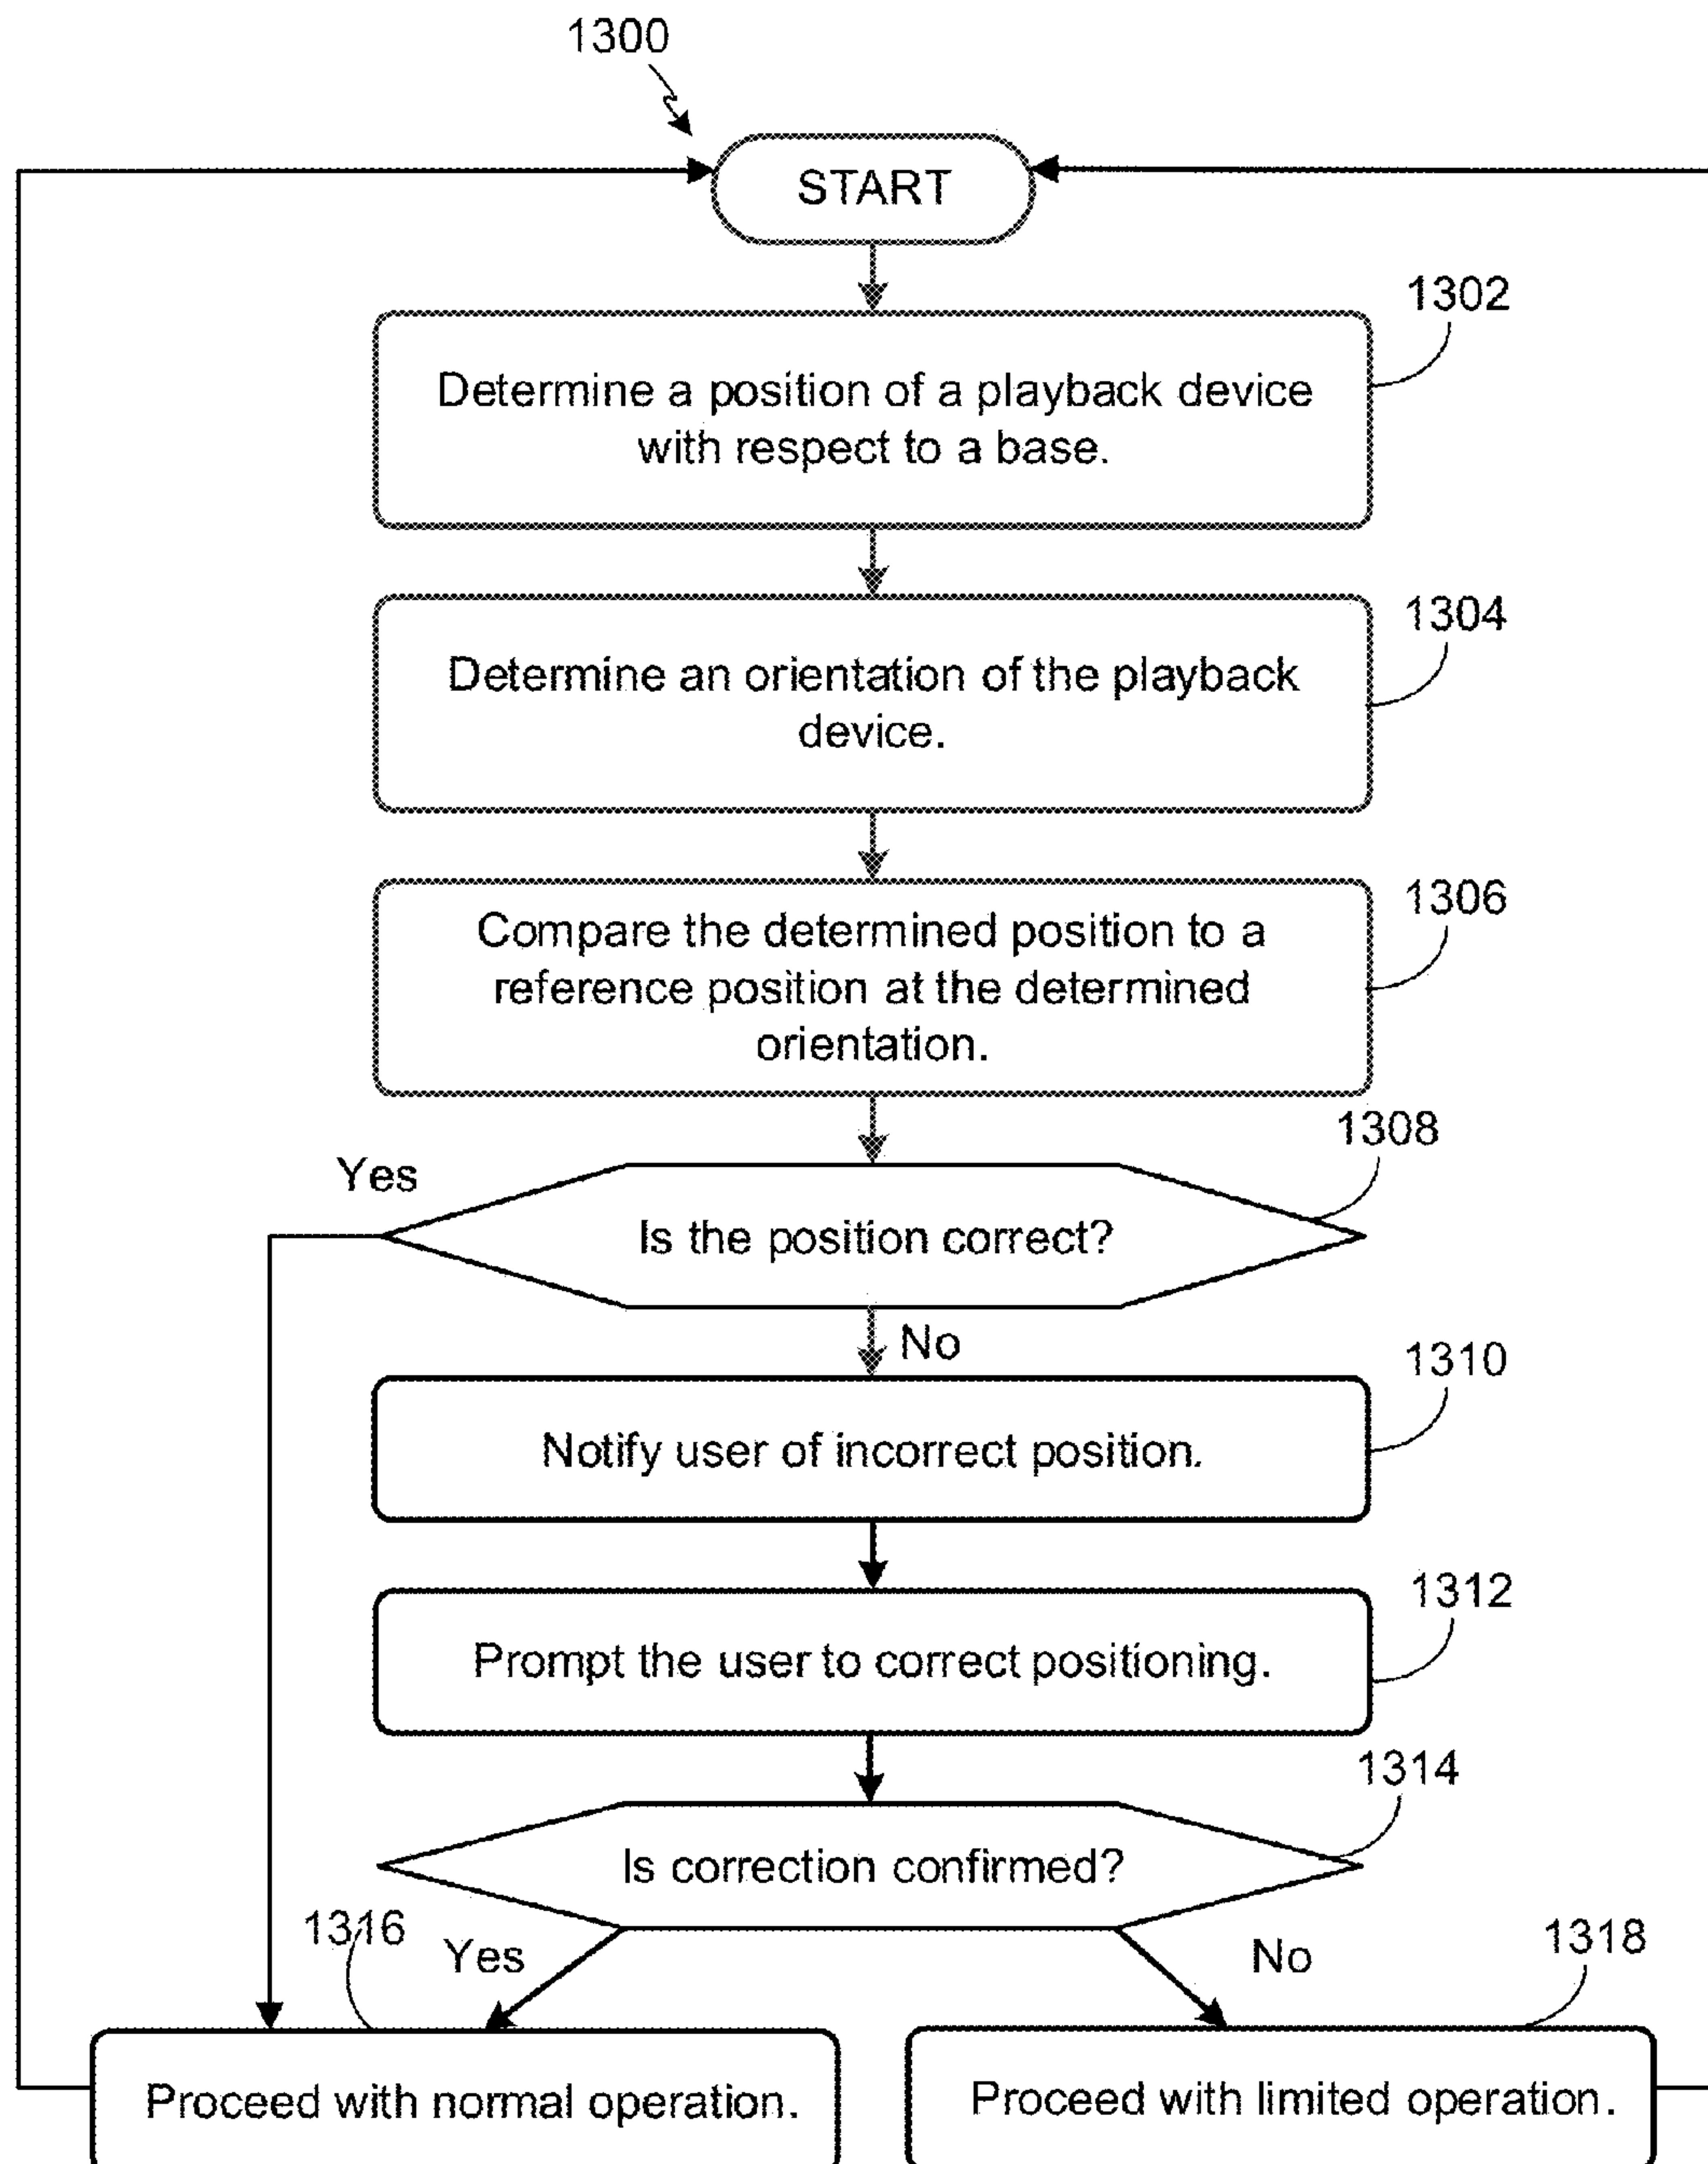 1300
START
1302
Determine a position of a playback device
with respect to a base.
1304
Determine an orientation of the playback
device.
1306
Compare the determined position to a
reference position at the determined
orientation.
1308
Yes
Is the position correct?
No
1310
Notify user of incorrect position.
1312
Prompt the user to correct positioning.
1314
Is correction confirmed?
1316
Yes
No
1318
Proceed with normal operation.
Proceed with limited operation.